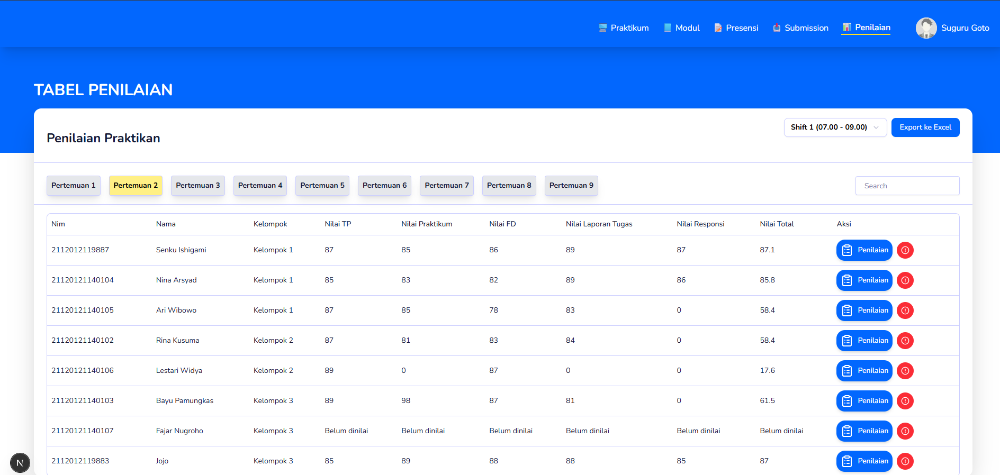 Praktikum Modul Presensi Submission Penilaian Suguru Goto
TABEL PENILAIAN
Penilaian Praktikan
Shift 1 (07.00 - 09.00) Export ke Excel
Pertemuan 1 Pertemuan 2 Pertemuan 3 Pertemuan 4 Pertemuan 5 Pertemuan 6 Pertemuan 7 Pertemuan 8 Pertemuan 9 Search
Nim Nama Kelompok Nilai TP Nilai Praktikum Nilai FD Nilai Laporan Tugas Nilai Responsi Nilai Total Aksi
2112012119887 Senku Ishigami Kelompok 1 87 85 86 89 87 87.1 Penilaian
21120121140104 Nina Arsyad Kelompok 1 85 83 82 89 86 85.8 Penilaian
21120121140105 Ari Wibowo Kelompok 1 87 85 78 83 0 58.4 Penilaian
21120121140102 Rina Kusuma Kelompok 2 87 81 83 84 0 58.4 Penilaian
21120121140106 Lestari Widya Kelompok 2 89 0 87 0 0 17.6 Penilaian
21120121140103 Bayu Pamungkas Kelompok 3 89 98 87 81 0 61.5 Penilaian
21120121140107 Fajar Nugroho Kelompok 3 Belum dinilai Belum dinilai Belum dinilai Belum dinilai Belum dinilai Belum dinilai Penilaian
2112012119883 Jojo Kelompok 3 85 89 88 88 85 87 Penilaian
N